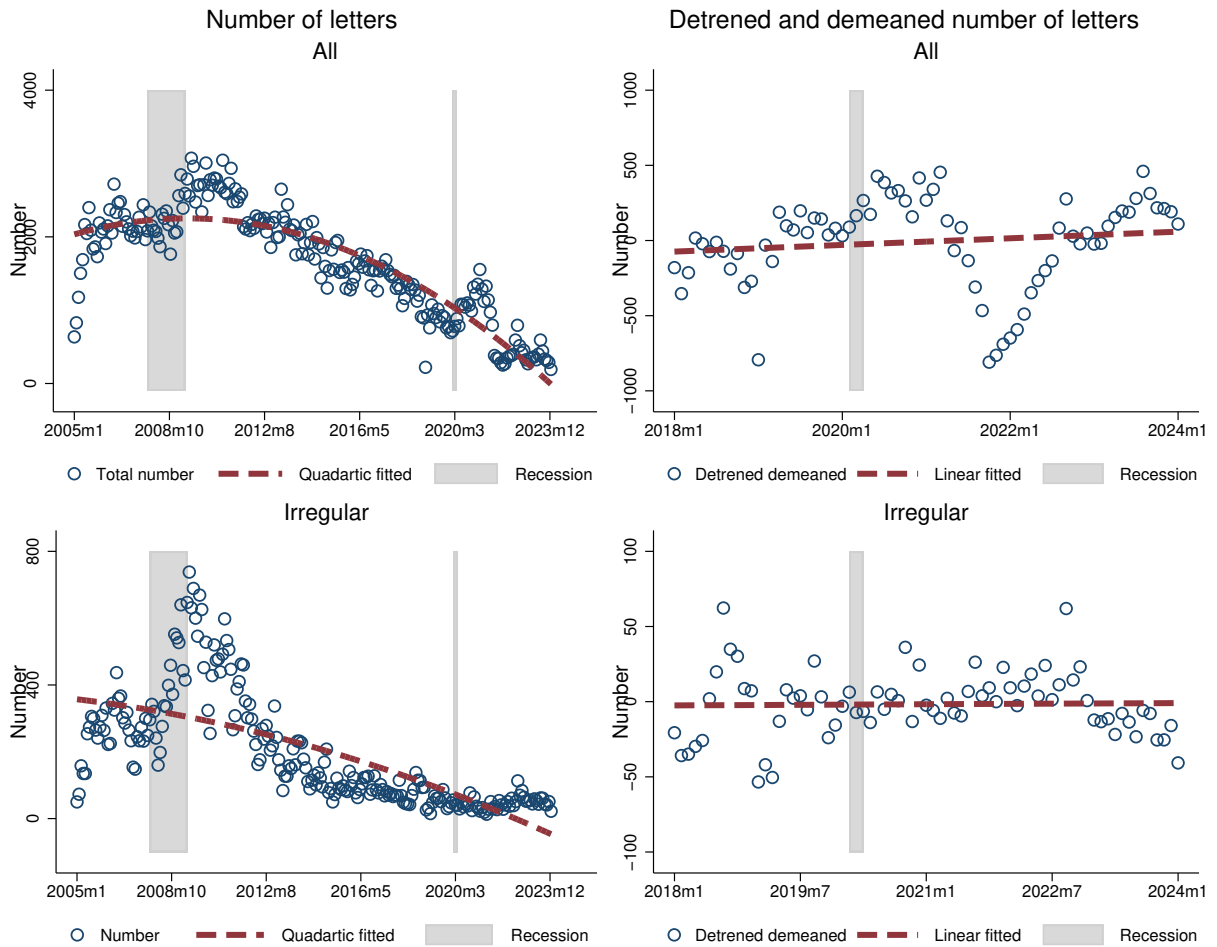 Number of letters
All
Number
4000
2000
0
2005m1 2008m10 2012m8 2016m5 2020m3 2023m12
Total number Quadartic fitted Recession
Detrened and demeaned number of letters
All
Number
1000
500
0
−500
−1000
2018m1 2020m1 2022m1 2024m1
Detrened demeaned Linear fitted Recession
Irregular
Number
800
400
0
2005m1 2008m10 2012m8 2016m5 2020m3 2023m12
Number Quadartic fitted Recession
Irregular
Number
100
50
0
−50
−100
2018m1 2019m7 2021m1 2022m7 2024m1
Detrened demeaned Linear fitted Recession